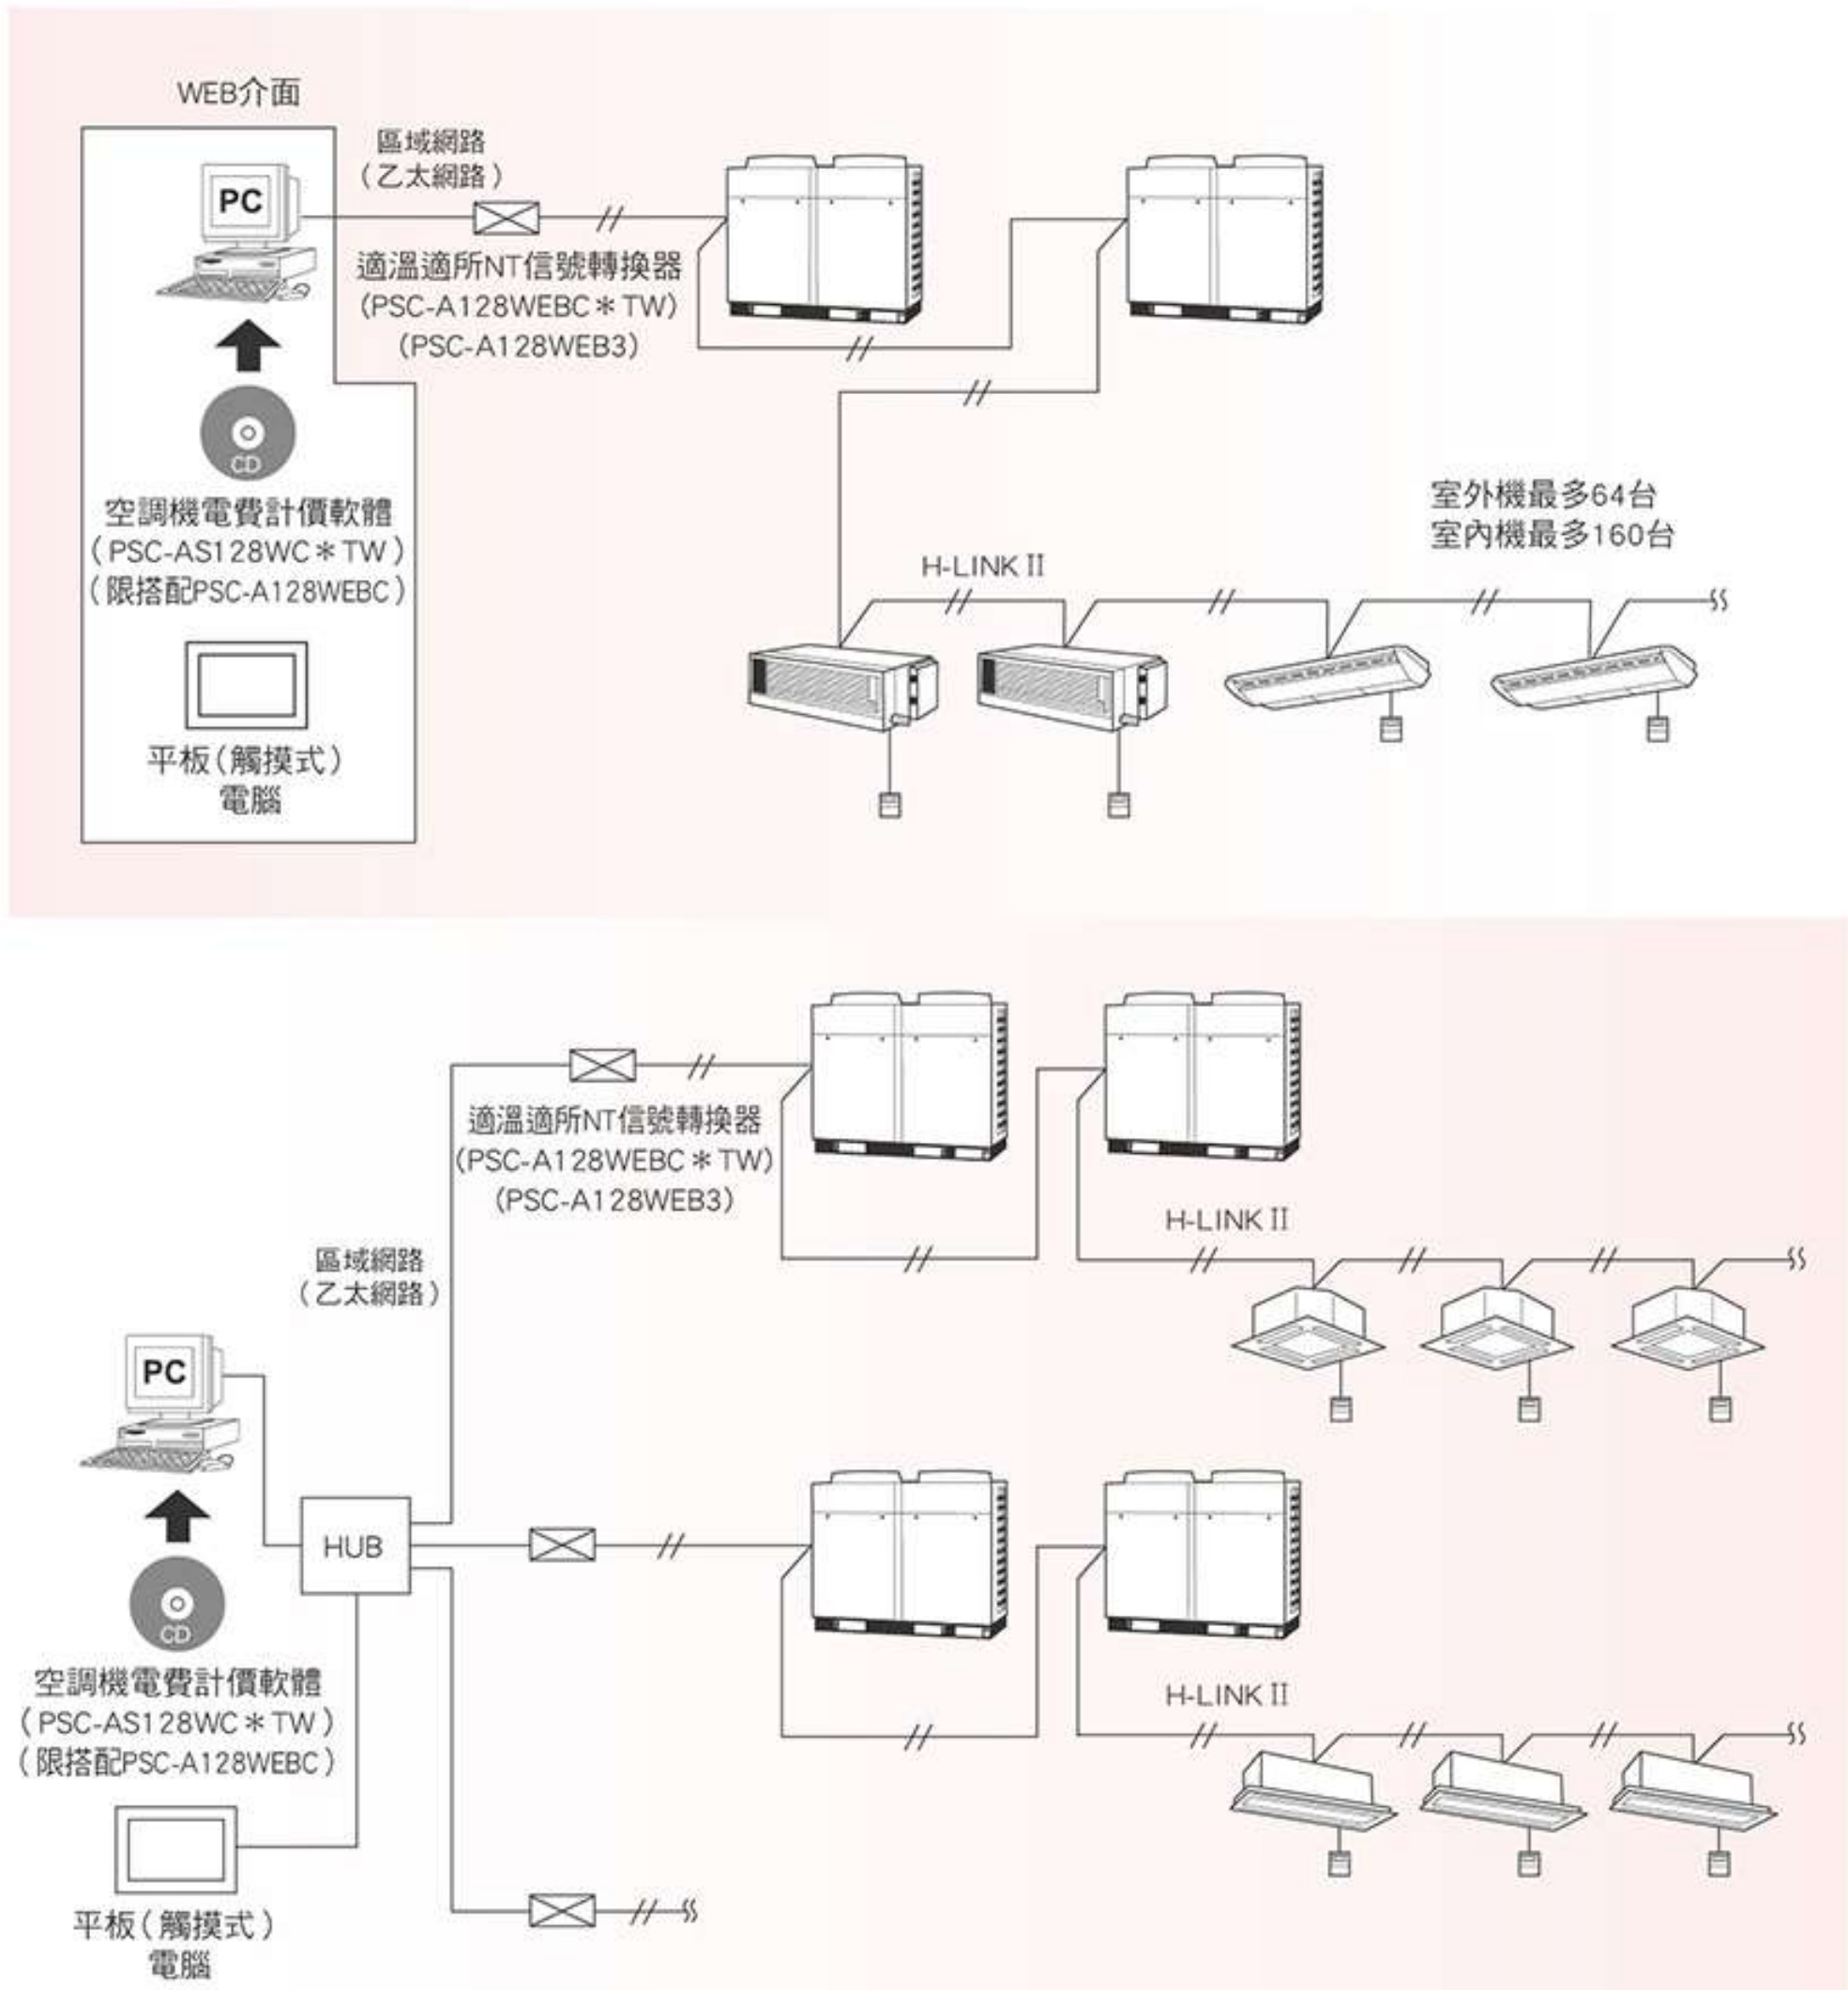 WEB介面
區域網路
（乙太網路）
PC
適溫適所NT信號轉換器
(PSC-A128WEBC＊TW)
(PSC-A128WEB3)
CD
空調機電費計價軟體
（PSC-AS128WC＊TW）
（限搭配PSC-A128WEBC）
室外機最多64台
室內機最多160台
H-LINK II
平板（觸摸式）
電腦
適溫適所NT信號轉換器
(PSC-A128WEBC＊TW)
(PSC-A128WEB3)
H-LINK II
區域網路
（乙太網路）
PC
HUB
CD
空調機電費計價軟體
（PSC-AS128WC＊TW）
（限搭配PSC-A128WEBC）
H-LINK II
平板（觸摸式）
電腦